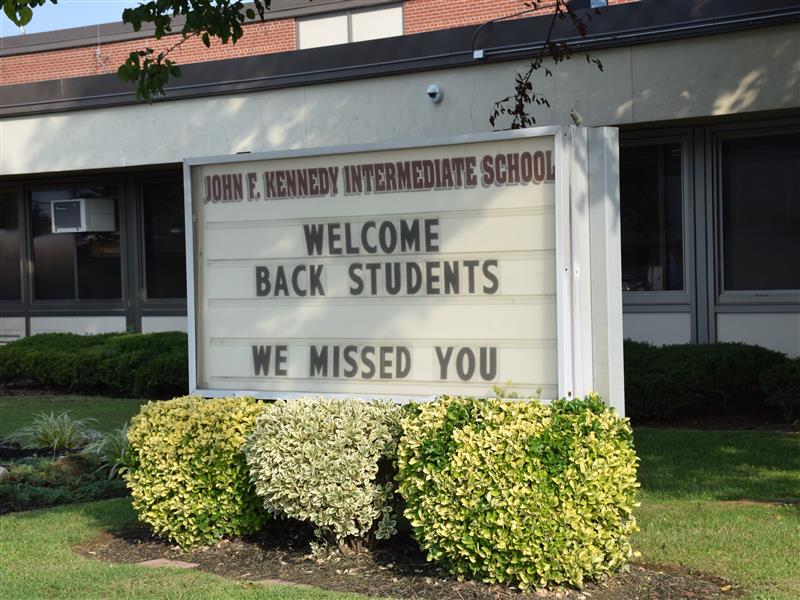 JOHN F. KENNEDY INTERMEDIATE SCHOOL
WELCOME
BACK STUDENTS
WE MISSED YOU